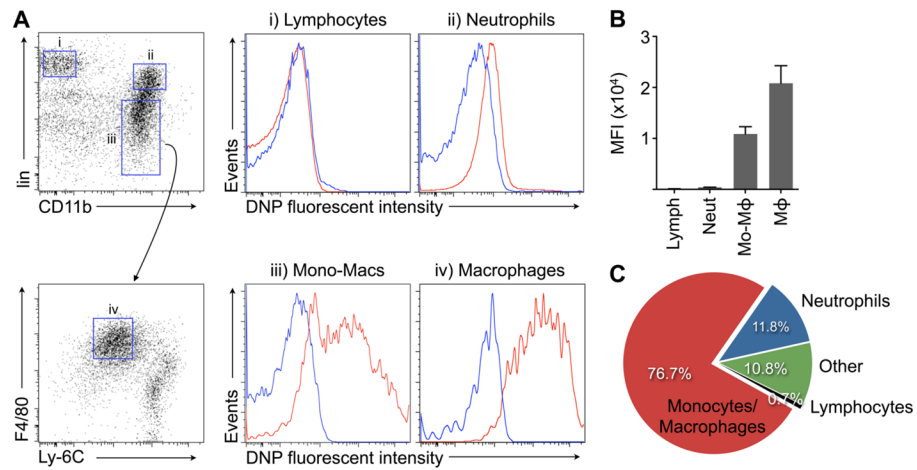 A
i) Lymphocytes
ii) Neutrophils
i
ii
iii
lin
CD11b
Events
DNP fluorescent intensity
iii) Mono-Macs
iv) Macrophages
iv
F4/80
Ly-6C
Events
DNP fluorescent intensity
B
MFI (x10⁴)
3
2
1
Lymph
Neut
Mo-Mϕ
Mϕ
C
Neutrophils
11.8%
Other
10.8%
0.7%
Lymphocytes
76.7%
Monocytes/
Macrophages